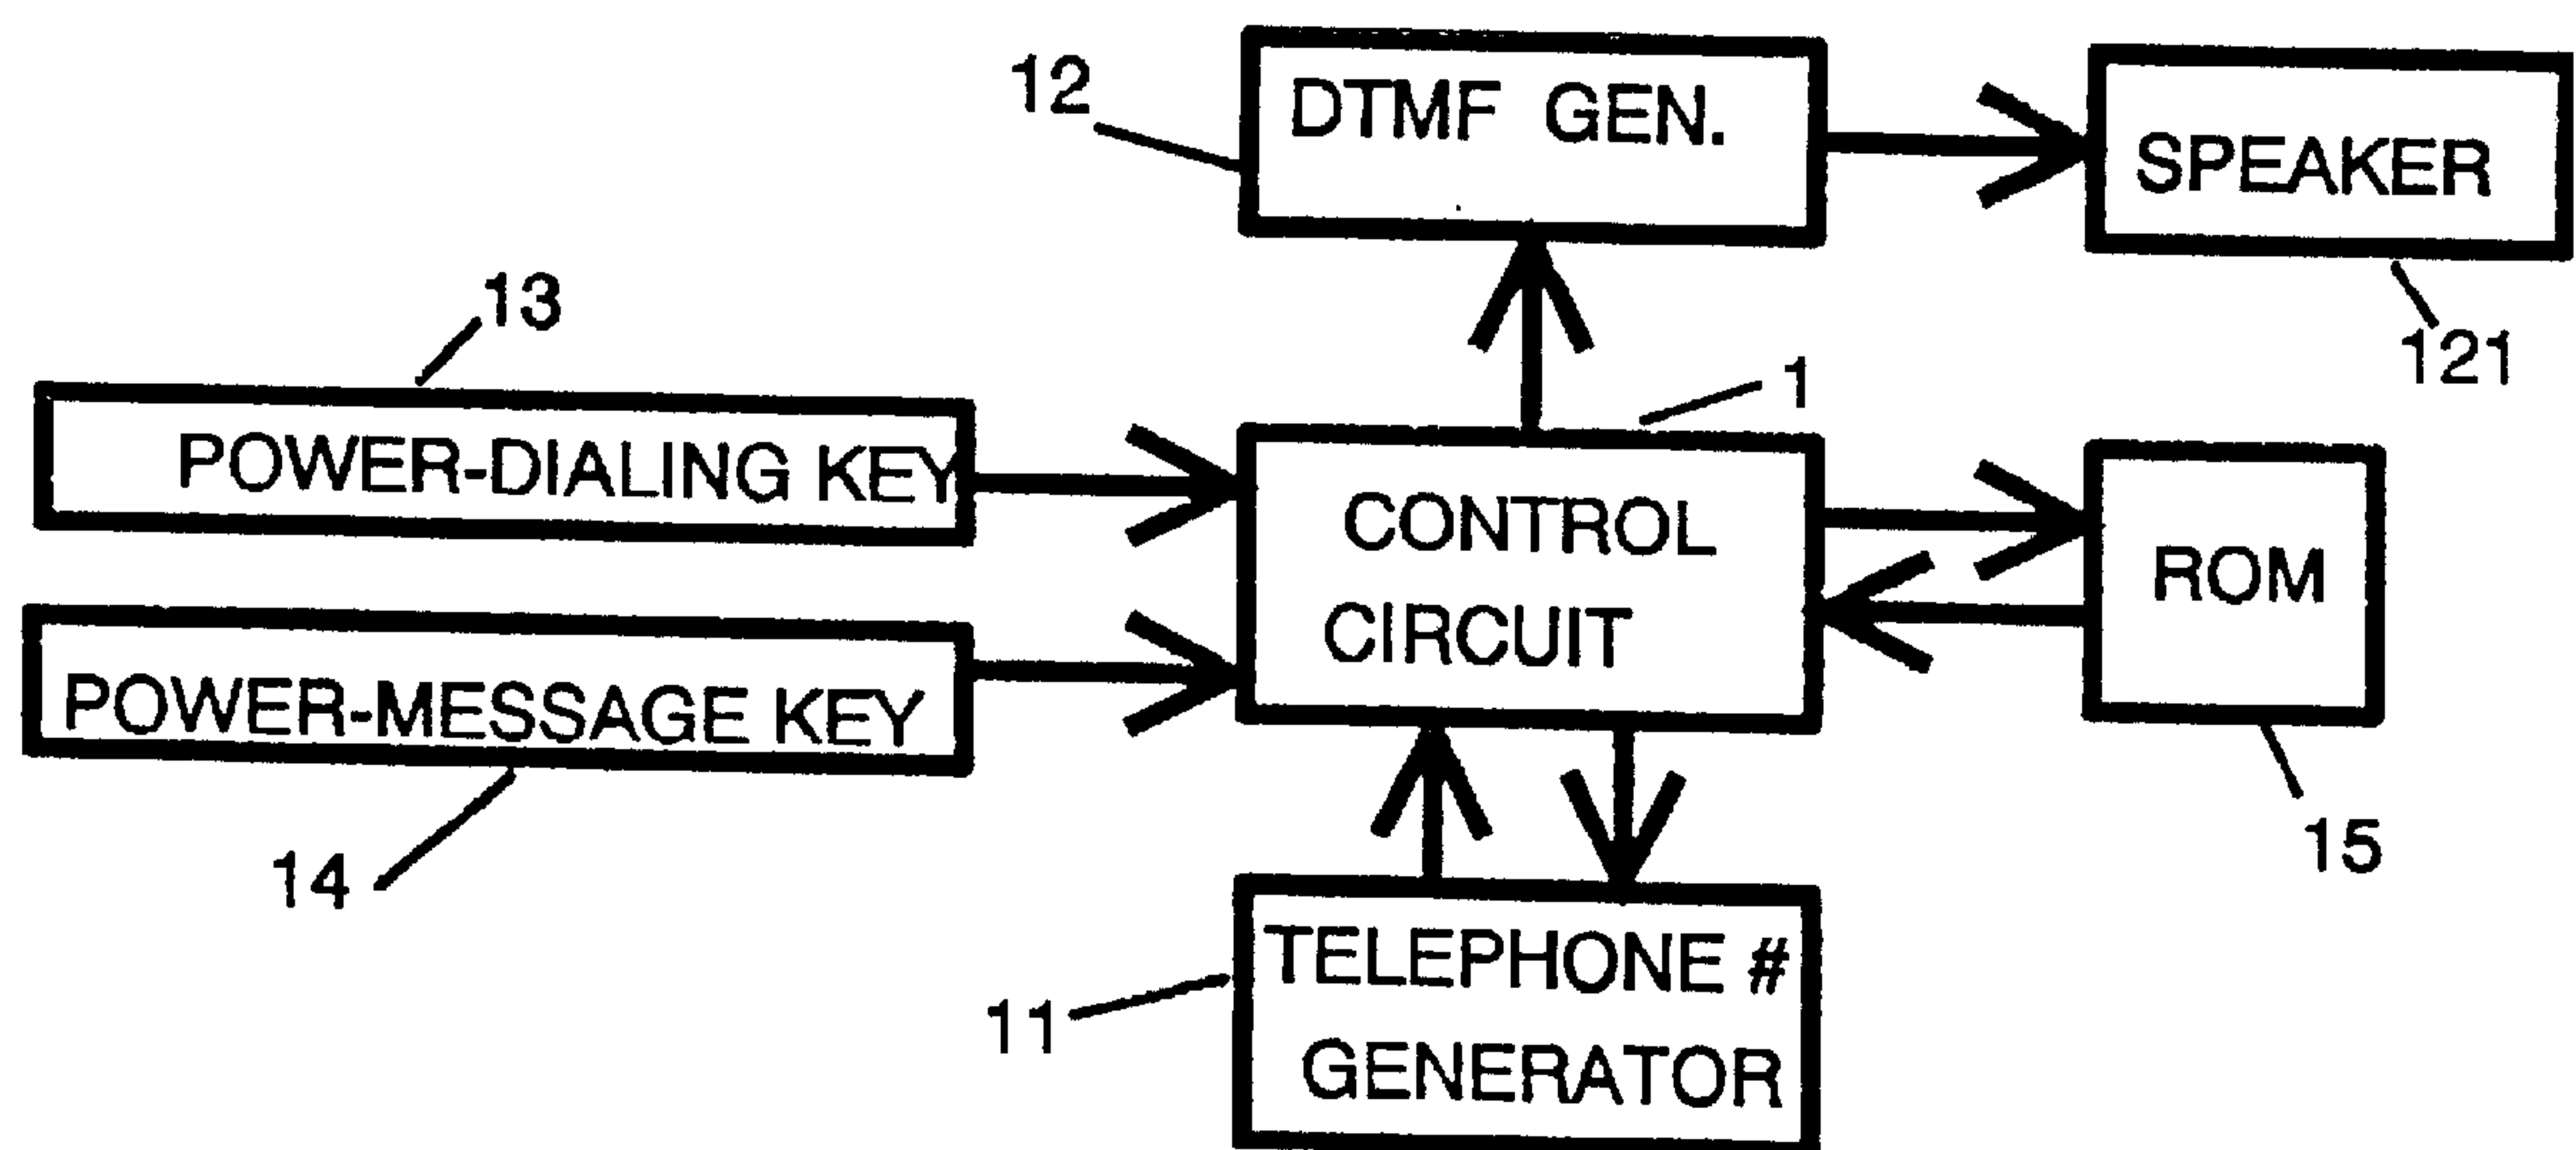 12
DTMF GEN.
SPEAKER
121
13
POWER-DIALING KEY
1
CONTROL
CIRCUIT
ROM
15
POWER-MESSAGE KEY
14
TELEPHONE #
GENERATOR
11